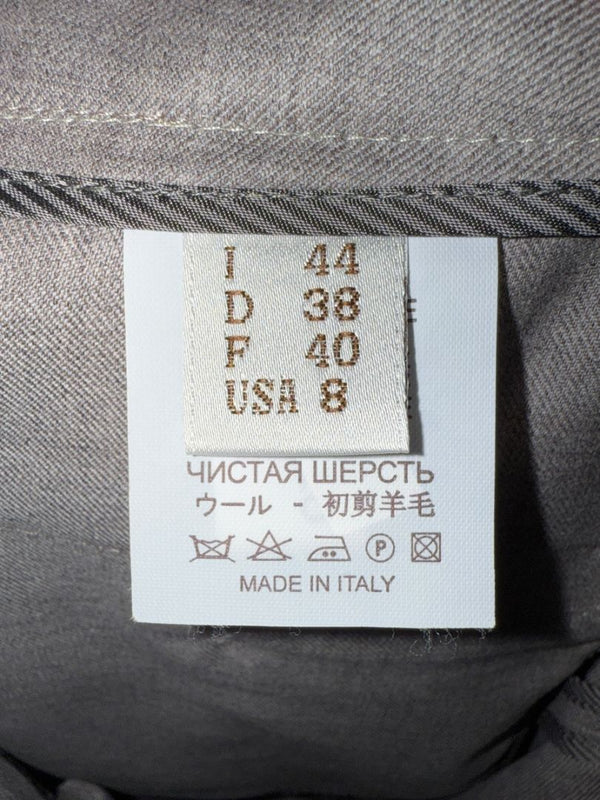 I 44
D 38
F 40
USA 8
E
ЧИСТАЯ ШЕРСТЬ
ウール - 初剪羊毛
P
MADE IN ITALY